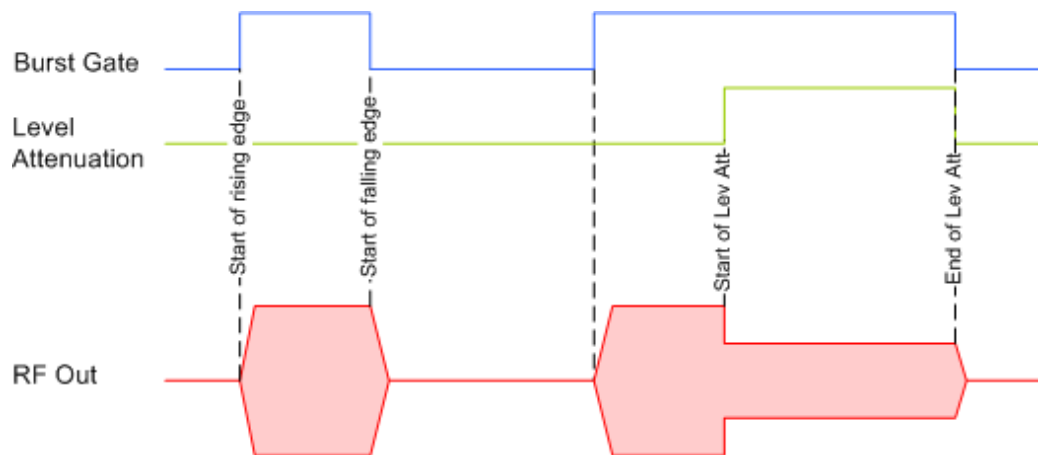 Burst Gate
Level
Attenuation
Start of rising edge
Start of falling edge
Start of Lev Att
End of Lev Att
RF Out